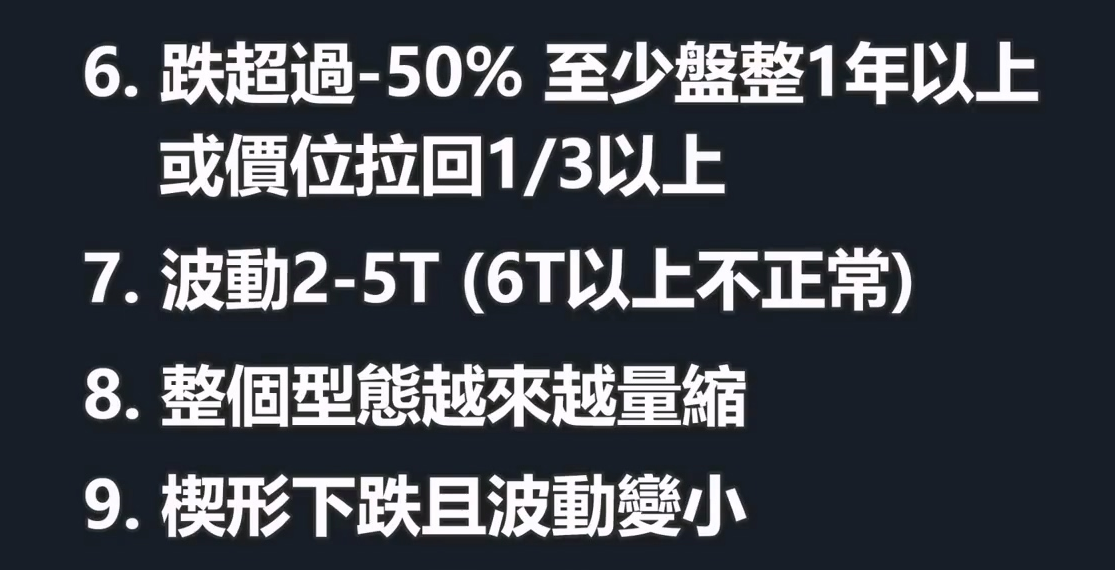 6. 跌超過-50% 至少盤整1年以上
或價位拉回1/3以上
7. 波動2-5T (6T以上不正常)
8. 整個型態越來越量縮
9. 楔形下跌且波動變小